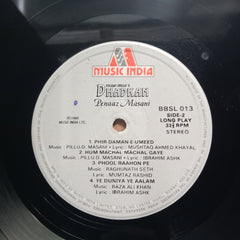 MUSIC INDIA
DHADKAN
Penaaz Masani
BBSL 013
SIDE-2
LONG PLAY
33⅓ RPM
STEREO
MUSIC INDIA LTD.
1. PHIR DAMAN E UMEED
Music : PILLU.D. MASANI • Lyric : MUSHTAQ AHMED KHAYAL
2. HUM MACHAL MACHAL GAYE
Music : PILLU.D. MASANI • Lyric : IBRAHIM ASHK
3. PHOOL RAAHON PE
Music : RAGHUNATH SETH
Lyric : MUMTAZ RASHID
4. YE DUNIYA YE AALAM
Music : RAZA ALI KHAN
Lyric : IBRAHIM ASHK